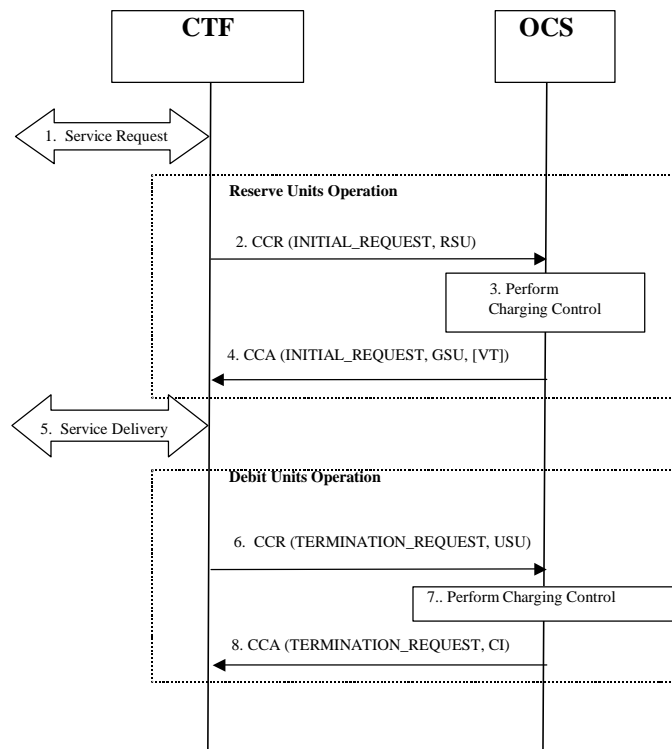 CTF
OCS
1. Service Request
Reserve Units Operation
2. CCR (INITIAL_REQUEST, RSU)
3. Perform
Charging Control
4. CCA (INITIAL_REQUEST, GSU, [VT])
5. Service Delivery
Debit Units Operation
6. CCR (TERMINATION_REQUEST, USU)
7.. Perform Charging Control
8. CCA (TERMINATION_REQUEST, CI)